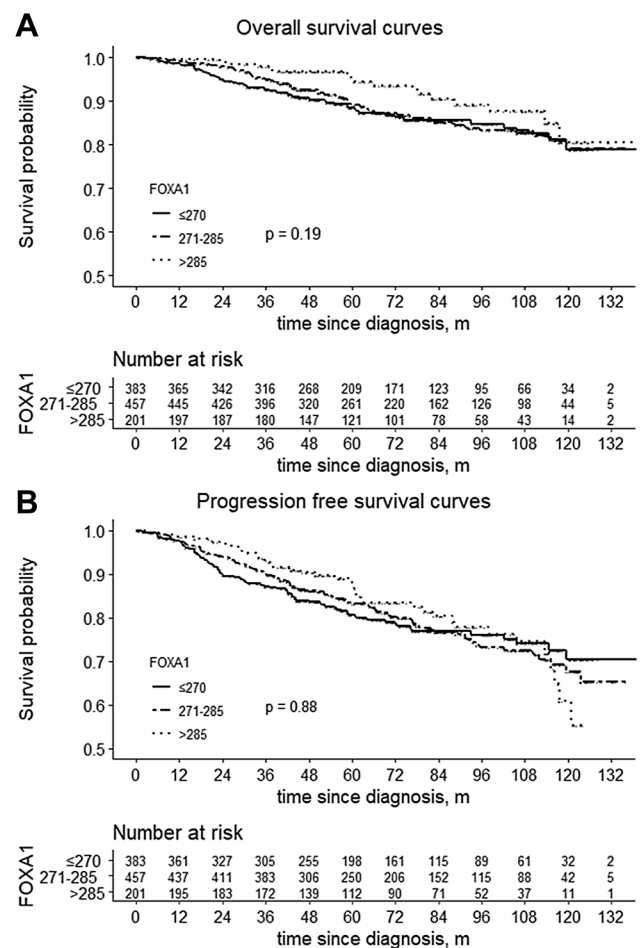 A
Overall survival curves
Survival probability
1.0
0.9
0.8
0.7
0.6
0.5
FOXA1
≤270
271-285
>285
p = 0.19
0 12 24 36 48 60 72 84 96 108 120 132
time since diagnosis, m
Number at risk
FOXA1
≤270 383 365 342 316 268 209 171 123 95 66 34 2
271-285 457 445 426 396 320 261 220 162 126 98 44 5
>285 201 197 187 180 147 121 101 78 58 43 14 2
0 12 24 36 48 60 72 84 96 108 120 132
time since diagnosis, m
B
Progression free survival curves
Survival probability
1.0
0.9
0.8
0.7
0.6
0.5
FOXA1
≤270
271-285
>285
p = 0.88
0 12 24 36 48 60 72 84 96 108 120 132
time since diagnosis, m
Number at risk
FOXA1
≤270 383 361 327 305 255 198 161 115 89 61 32 2
271-285 457 437 411 383 306 250 206 152 115 88 42 5
>285 201 195 183 172 139 112 90 71 52 37 11 1
0 12 24 36 48 60 72 84 96 108 120 132
time since diagnosis, m